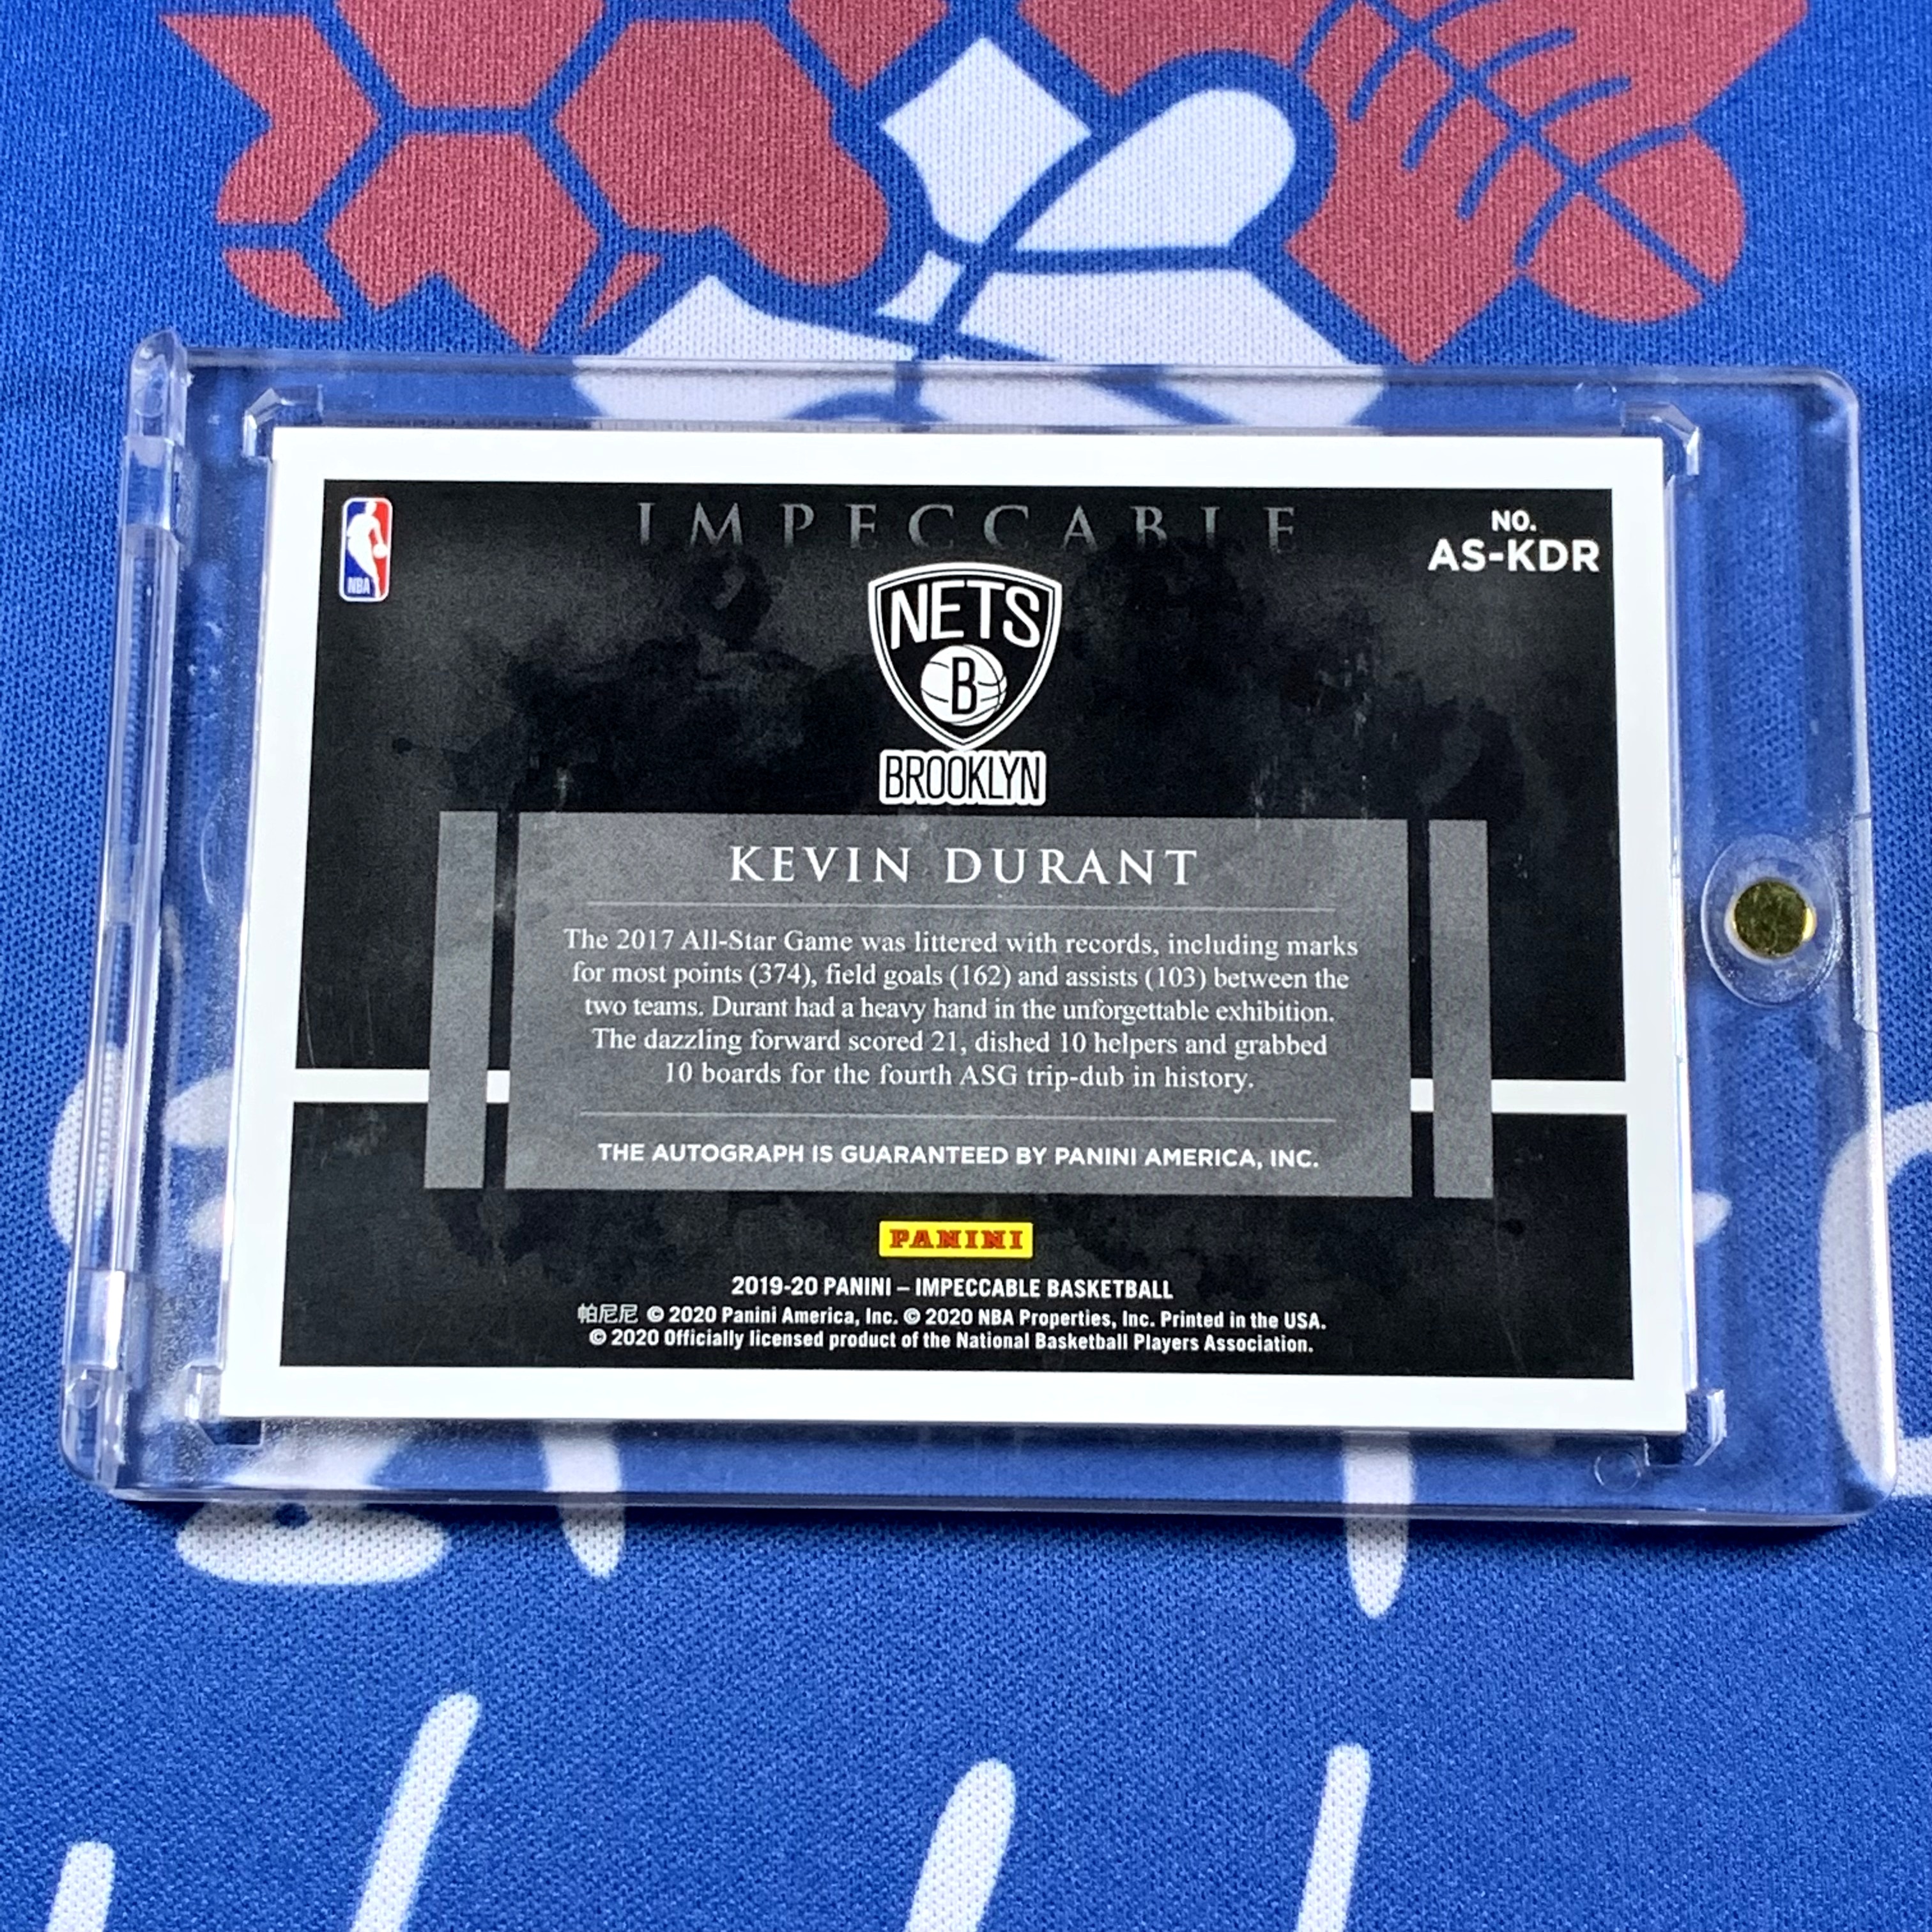 IMPECCABLE
NBA
NO.
AS-KDR
NETS
B
BROOKLYN
KEVIN DURANT
The 2017 All-Star Game was littered with records, including marks
for most points (374), field goals (162) and assists (103) between the
two teams. Durant had a heavy hand in the unforgettable exhibition.
The dazzling forward scored 21, dished 10 helpers and grabbed
10 boards for the fourth ASG trip-dub in history.
THE AUTOGRAPH IS GUARANTEED BY PANINI AMERICA, INC.
PANINI
2019-20 PANINI – IMPECCABLE BASKETBALL
帕尼尼 © 2020 Panini America, Inc. © 2020 NBA Properties, Inc. Printed in the USA.
© 2020 Officially licensed product of the National Basketball Players Association.